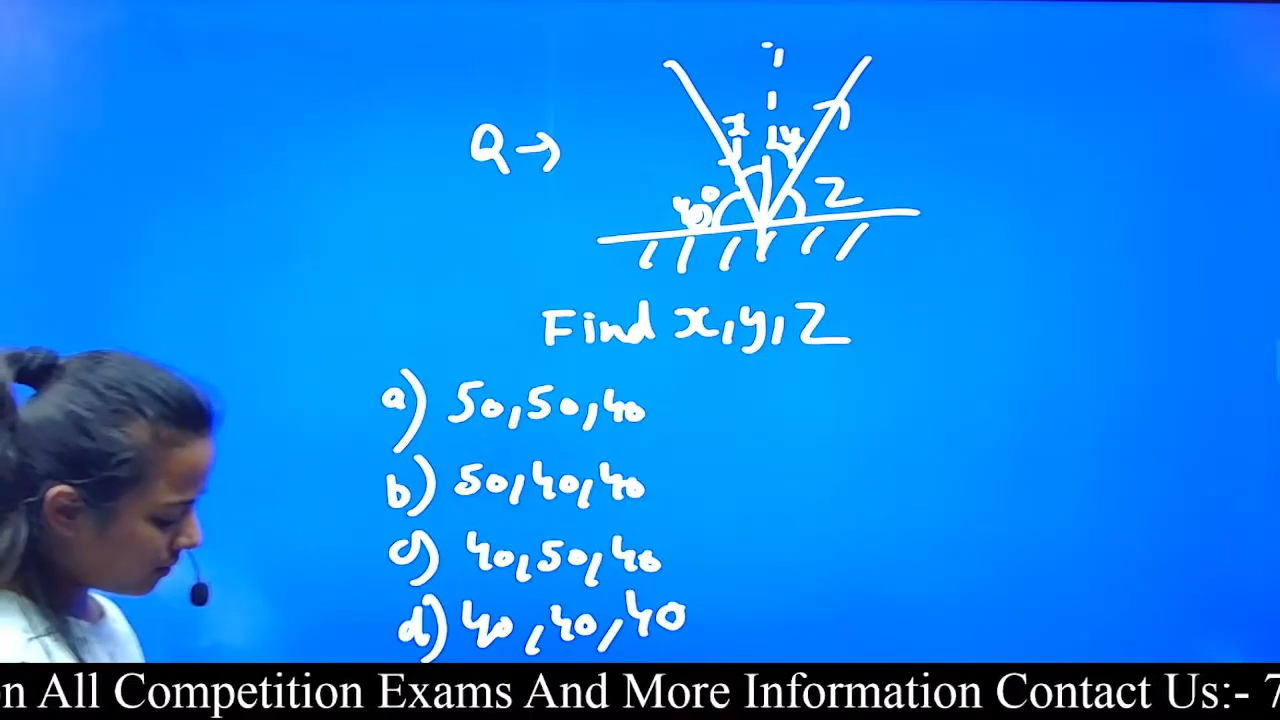 Q →
x y
40° z
Find x, y, z
a) 50, 50, 40
b) 50, 40, 40
c) 40, 50, 40
d) 40, 40, 40
n All Competition Exams And More Information Contact Us:- 7